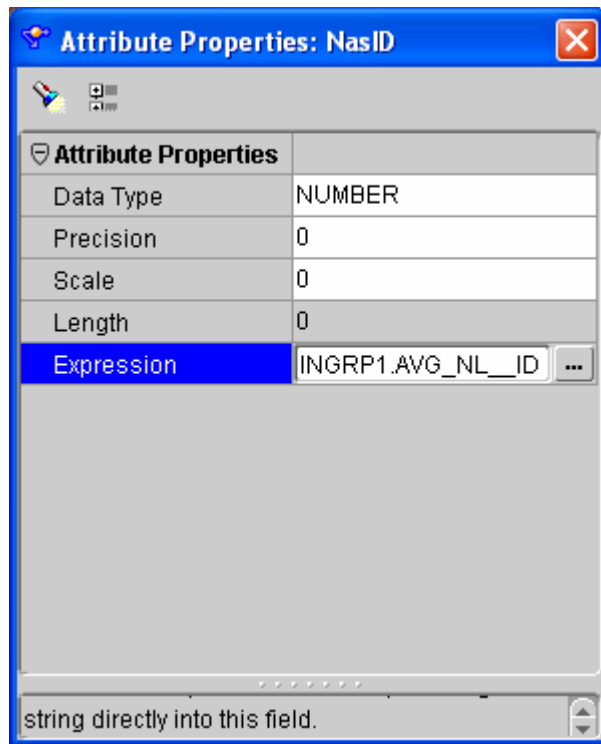 Attribute Properties: NasID
Attribute Properties
Data Type NUMBER
Precision 0
Scale 0
Length 0
Expression INGRP1.AVG_NL__ID ...
string directly into this field.